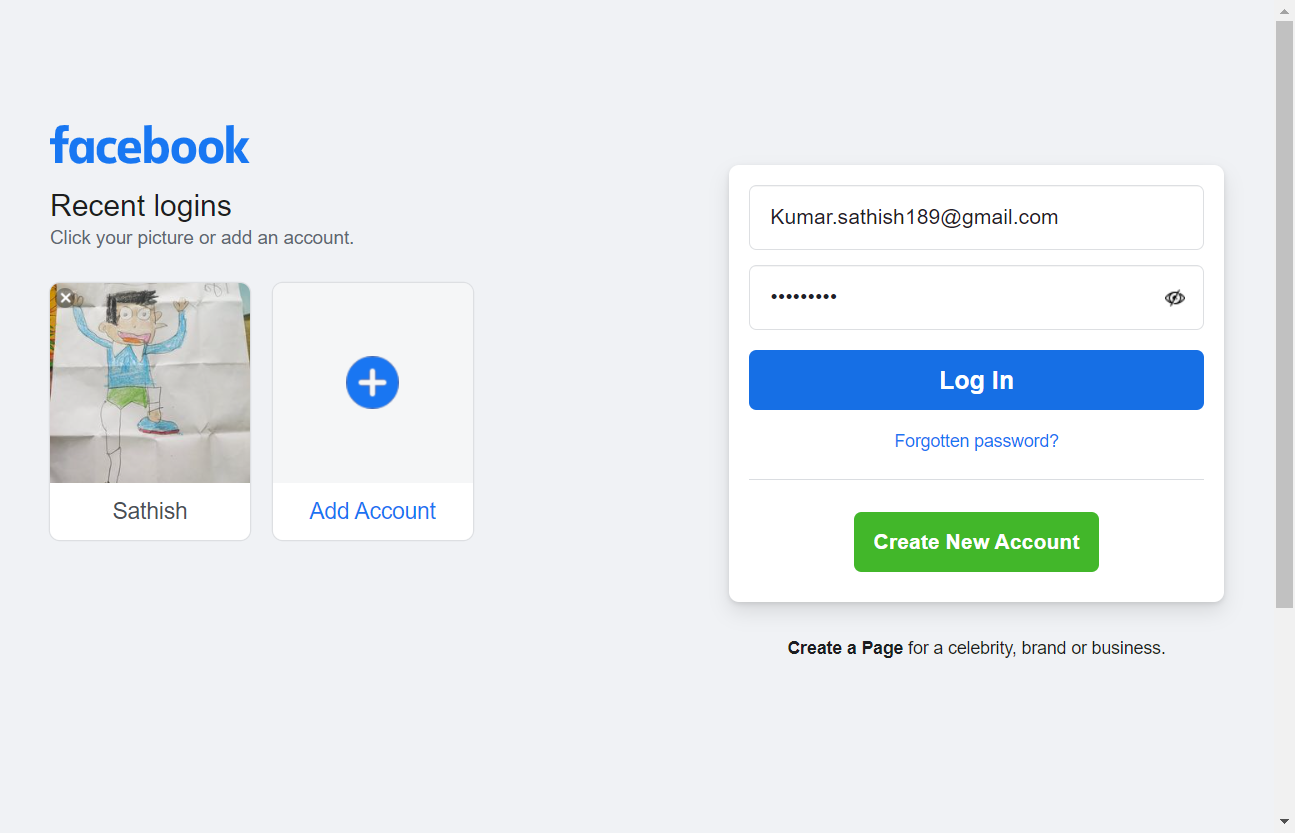 facebook
Recent logins
Click your picture or add an account.
Sathish
Add Account
Kumar.sathish189@gmail.com
•••••••••
Log In
Forgotten password?
Create New Account
Create a Page for a celebrity, brand or business.